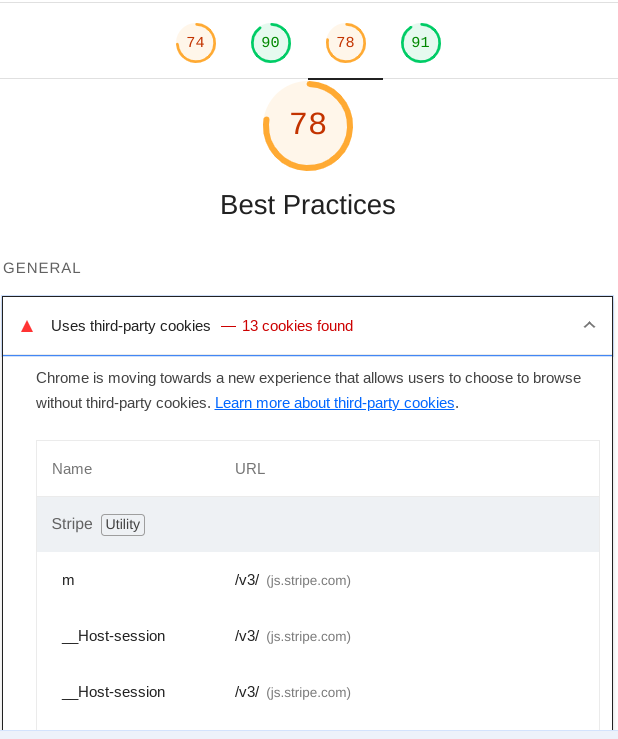 74 90 78 91
78
Best Practices
GENERAL
Uses third-party cookies — 13 cookies found
Chrome is moving towards a new experience that allows users to choose to browse
without third-party cookies. Learn more about third-party cookies.
Name URL
Stripe Utility
m /v3/ (js.stripe.com)
__Host-session /v3/ (js.stripe.com)
__Host-session /v3/ (js.stripe.com)